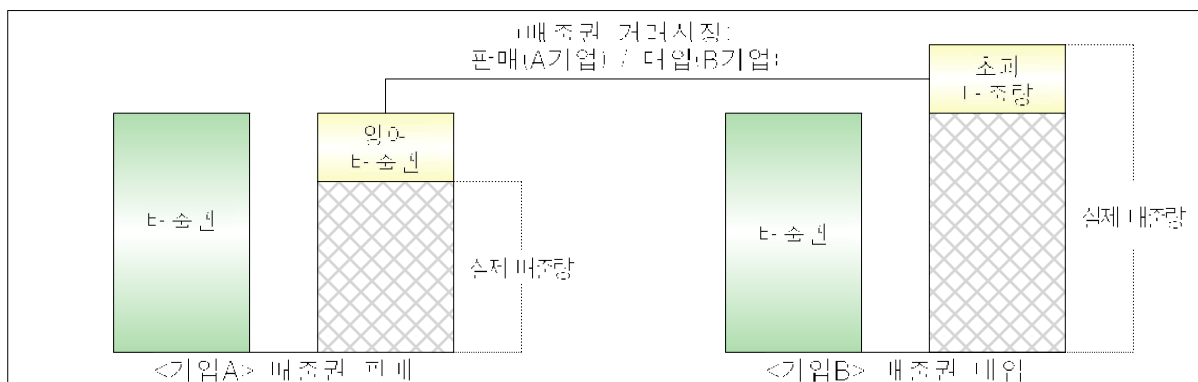 (배출권 거래시장)
판매(A기업) / 매입(B기업)
초과
배출량
잉여
배출권
배출권
배출권
실제 배출량
실제 배출량
<기업A> 배출권 판매
<기업B> 배출권 매입